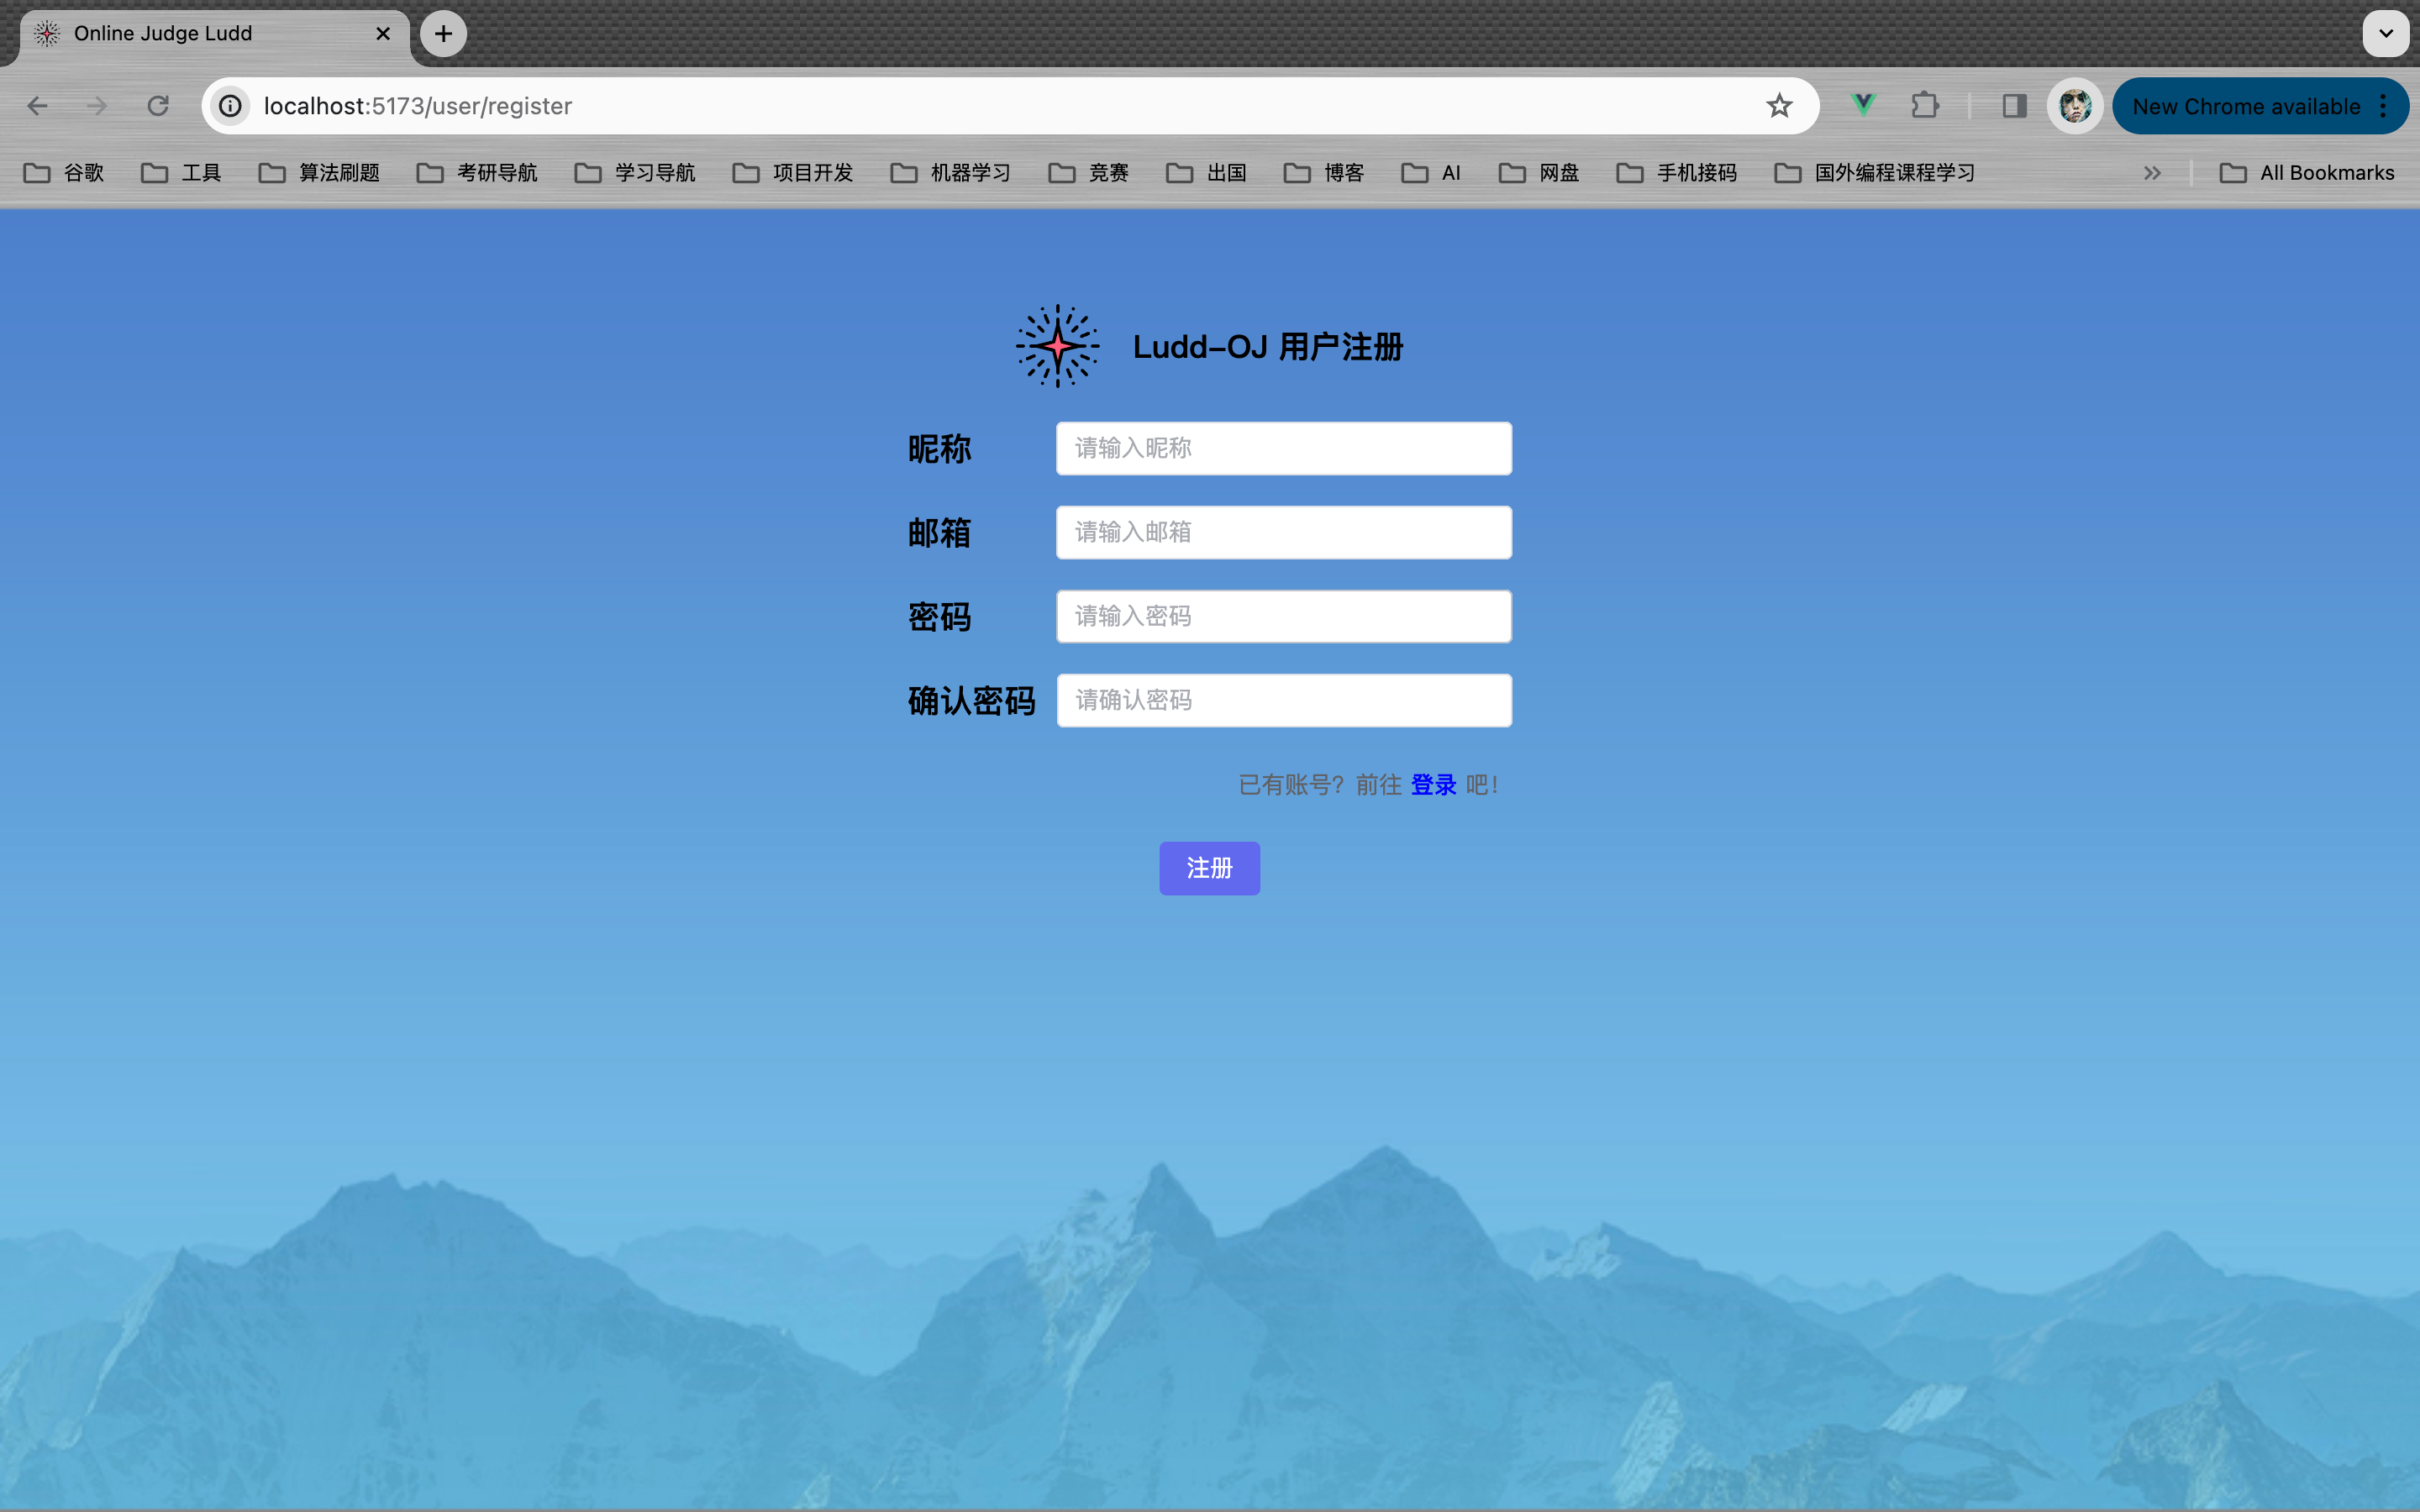 Online Judge Ludd
localhost:5173/user/register
New Chrome available
谷歌 工具 算法刷题 考研导航 学习导航 项目开发 机器学习 竞赛 出国 博客 AI 网盘 手机接码 国外编程课程学习 All Bookmarks
Ludd-OJ 用户注册
昵称 请输入昵称
邮箱 请输入邮箱
密码 请输入密码
确认密码 请确认密码
已有账号？前往 登录 吧！
注册